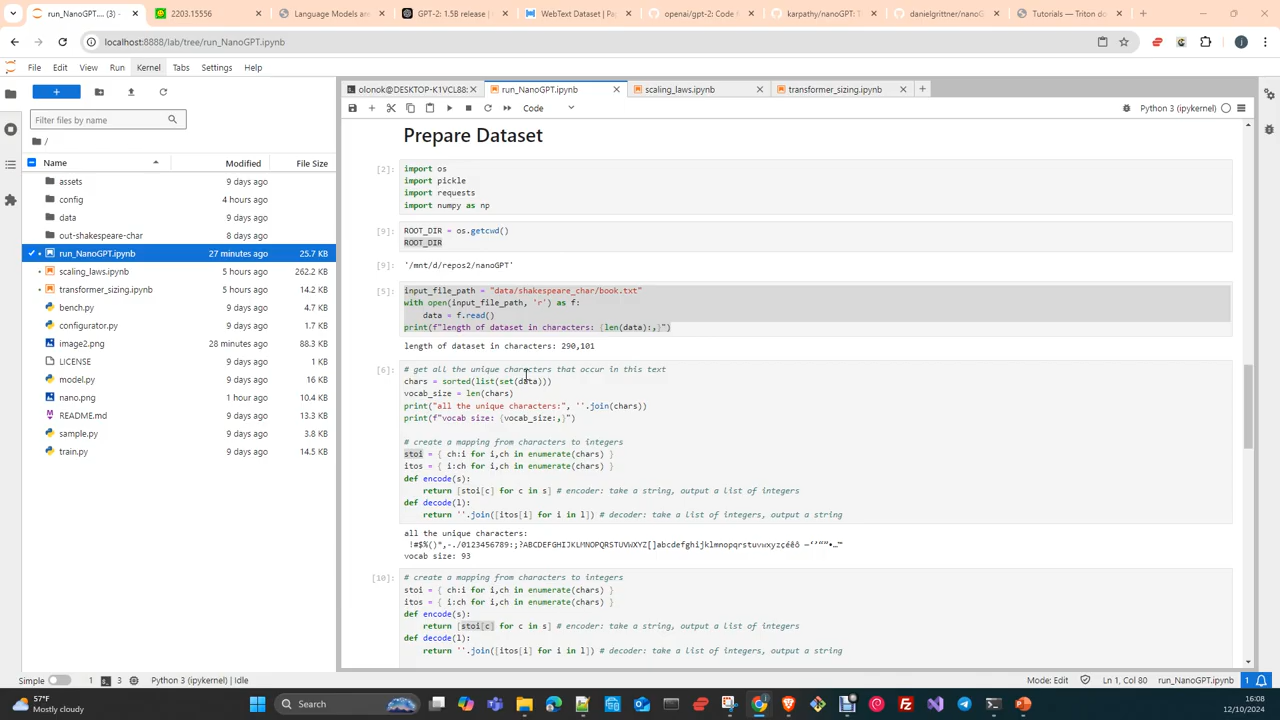 run_NanoGPT.... (3) - J
2203.15556
Language Models are
GPT-2: 1.5B release |
WebText Dataset | Pa
openai/gpt-2: Code f
karpathy/nanoGPT:
danielgrittner/nanoG
Tutorials — Triton do
localhost:8888/lab/tree/run_NanoGPT.ipynb
File Edit View Run Kernel Tabs Settings Help
Filter files by name
/
Name Modified File Size
assets 9 days ago
config 4 hours ago
data 9 days ago
out-shakespeare-char 8 days ago
run_NanoGPT.ipynb 27 minutes ago 25.7 KB
scaling_laws.ipynb 5 hours ago 262.2 KB
transformer_sizing.ipynb 5 hours ago 14.2 KB
bench.py 9 days ago 4.7 KB
configurator.py 9 days ago 1.7 KB
image2.png 28 minutes ago 88.3 KB
LICENSE 9 days ago 1 KB
model.py 9 days ago 16 KB
nano.png 1 hour ago 10.4 KB
README.md 9 days ago 13.3 KB
sample.py 9 days ago 3.8 KB
train.py 9 days ago 14.5 KB
olonok@DESKTOP-K1VCL88:
run_NanoGPT.ipynb
scaling_laws.ipynb
transformer_sizing.ipynb
Code
Python 3 (ipykernel)
Prepare Dataset
[2]: import os
import pickle
import requests
import numpy as np
[9]: ROOT_DIR = os.getcwd()
ROOT_DIR
[9]: '/mnt/d/repos2/nanoGPT'
[5]: input_file_path = "data/shakespeare_char/book.txt"
with open(input_file_path, 'r') as f:
data = f.read()
print(f"length of dataset in characters: {len(data):,}")
length of dataset in characters: 290,101
[6]: # get all the unique characters that occur in this text
chars = sorted(list(set(data)))
vocab_size = len(chars)
print("all the unique characters:", ''.join(chars))
print(f"vocab size: {vocab_size:,}")
# create a mapping from characters to integers
stoi = { ch:i for i,ch in enumerate(chars) }
itos = { i:ch for i,ch in enumerate(chars) }
def encode(s):
return [stoi[c] for c in s] # encoder: take a string, output a list of integers
def decode(l):
return ''.join([itos[i] for i in l]) # decoder: take a list of integers, output a string
all the unique characters:
!#$%()*,-./0123456789:;?ABCDEFGHIJKLMNOPQRSTUVWXYZ[]abcdefghijklmnopqrstuvwxyzçéêô —‘’“”•…™
vocab size: 93
[10]: # create a mapping from characters to integers
stoi = { ch:i for i,ch in enumerate(chars) }
itos = { i:ch for i,ch in enumerate(chars) }
def encode(s):
return [stoi[c] for c in s] # encoder: take a string, output a list of integers
def decode(l):
return ''.join([itos[i] for i in l]) # decoder: take a list of integers, output a string
Simple 1 3 Python 3 (ipykernel) | Idle
Mode: Edit Ln 1, Col 80 run_NanoGPT.ipynb 1
57°F
Mostly cloudy
Search
16:08
12/10/2024